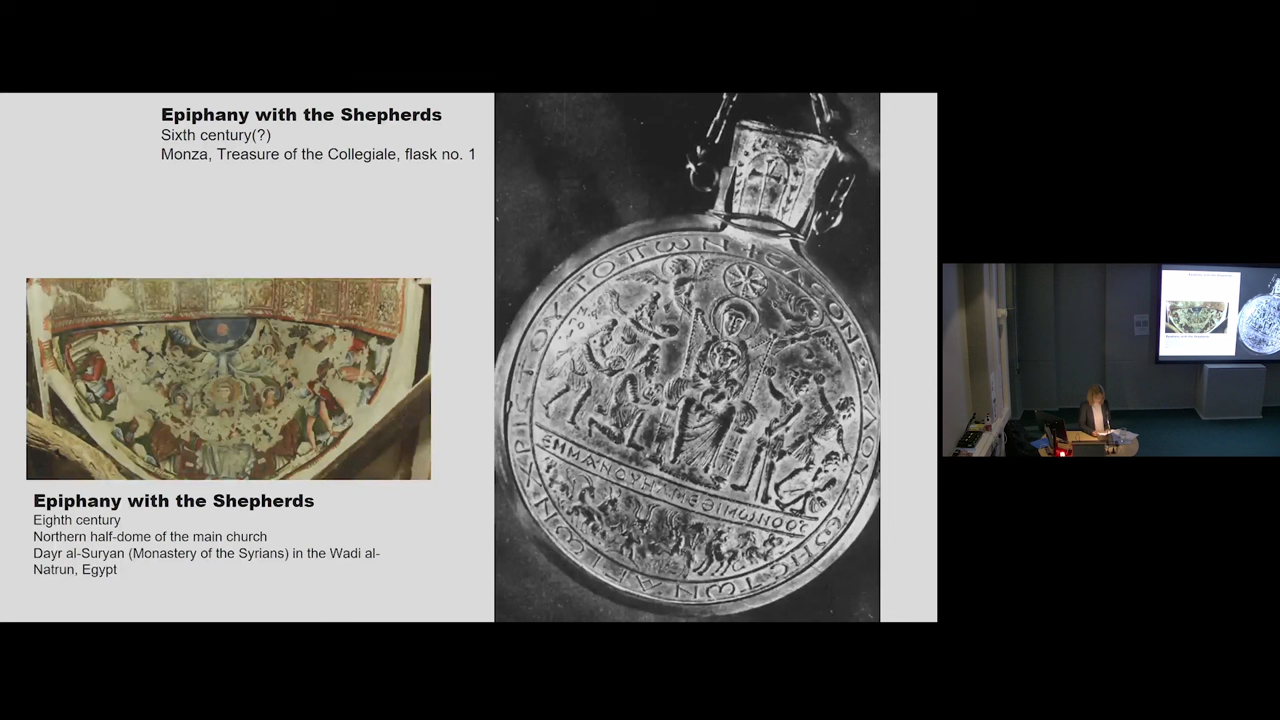 Epiphany with the Shepherds
Sixth century(?)
Monza, Treasure of the Collegiale, flask no. 1
ΕΜΜΑΝΟΥΗΛΜΕΘΙΜΩΝΟΘΣ
Epiphany with the Shepherds
Eighth century
Northern half-dome of the main church
Dayr al-Suryan (Monastery of the Syrians) in the Wadi al-
Natrun, Egypt